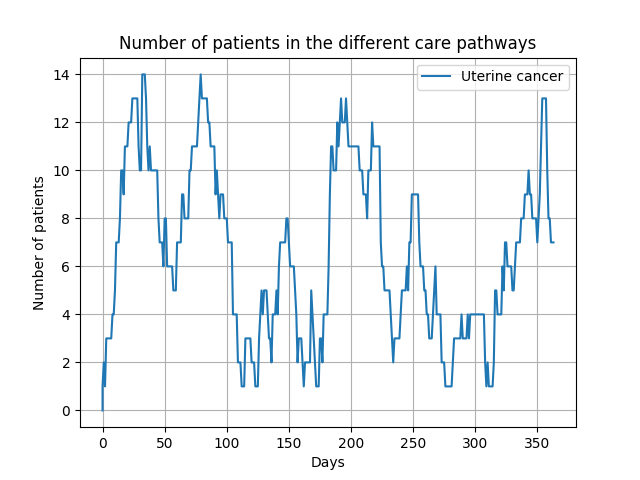 Number of patients in the different care pathways
Uterine cancer
Number of patients
14
12
10
8
6
4
2
0
0 50 100 150 200 250 300 350
Days